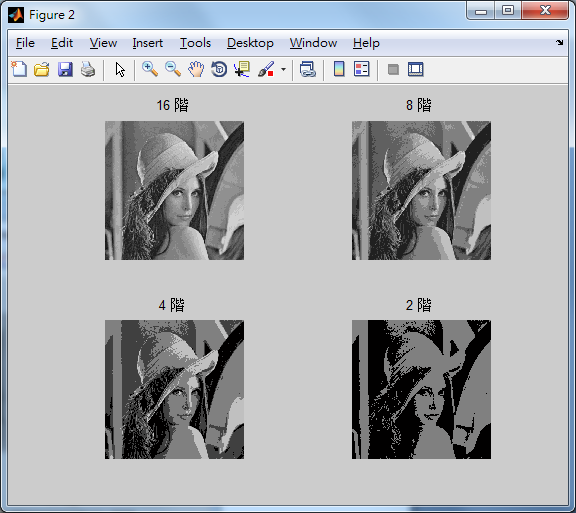 Figure 2
File Edit View Insert Tools Desktop Window Help
16 階
8 階
4 階
2 階